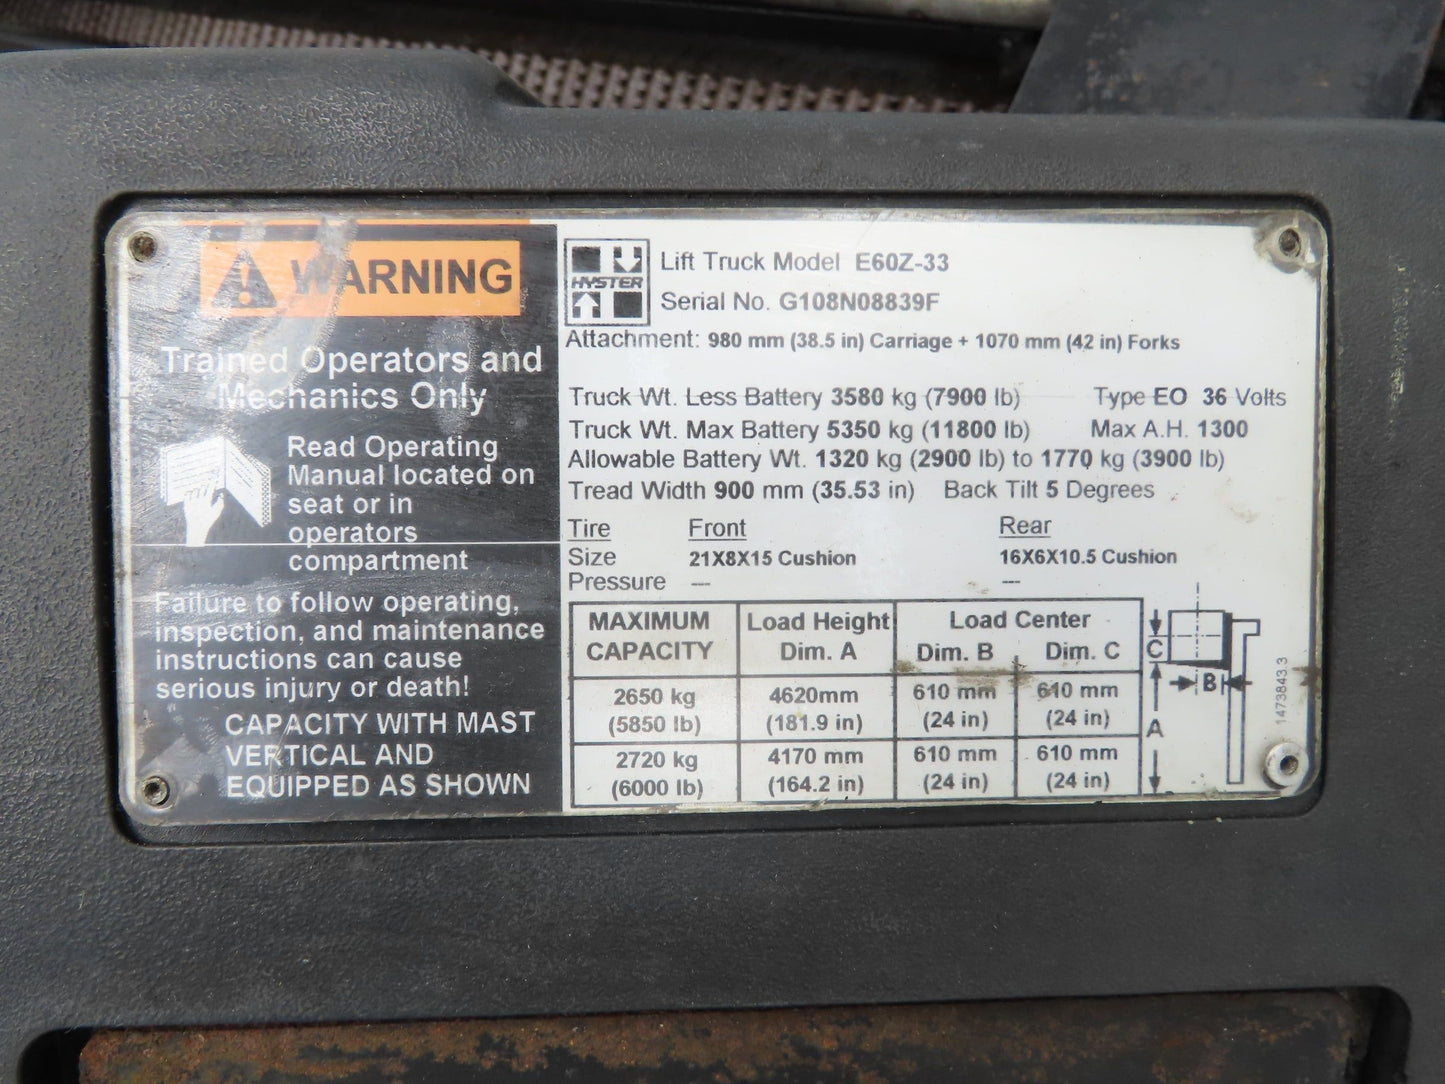 WARNING
Trained Operators and
Mechanics Only
Read Operating
Manual located on
seat or in
operators
compartment
Failure to follow operating,
inspection, and maintenance
instructions can cause
serious injury or death!
CAPACITY WITH MAST
VERTICAL AND
EQUIPPED AS SHOWN
HYSTER
Lift Truck Model E60Z-33
Serial No. G108N08839F
Attachment: 980 mm (38.5 in) Carriage + 1070 mm (42 in) Forks
Truck Wt. Less Battery 3580 kg (7900 lb) Type EO 36 Volts
Truck Wt. Max Battery 5350 kg (11800 lb) Max A.H. 1300
Allowable Battery Wt. 1320 kg (2900 lb) to 1770 kg (3900 lb)
Tread Width 900 mm (35.53 in) Back Tilt 5 Degrees
Tire Front Rear
Size 21X8X15 Cushion 16X6X10.5 Cushion
Pressure --- ---
MAXIMUM Load Height Load Center
CAPACITY Dim. A Dim. B Dim. C
2650 kg 4620mm 610 mm 610 mm
(5850 lb) (181.9 in) (24 in) (24 in)
2720 kg 4170 mm 610 mm 610 mm
(6000 lb) (164.2 in) (24 in) (24 in)
C
B
A
1473843.3